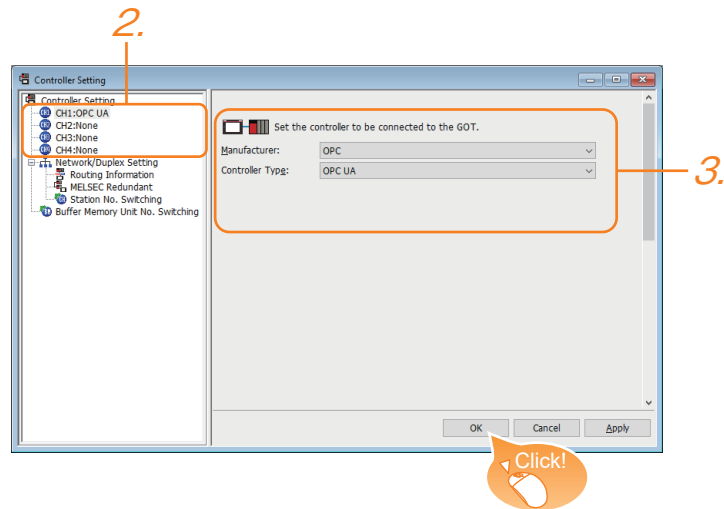 2.
Controller Setting
Controller Setting
CH1:OPC UA
CH2:None
CH3:None
CH4:None
Network/Duplex Setting
Routing Information
MELSEC Redundant
Station No. Switching
Buffer Memory Unit No. Switching
Set the controller to be connected to the GOT.
Manufacturer: OPC
Controller Type: OPC UA
3.
OK Cancel Apply
Click!